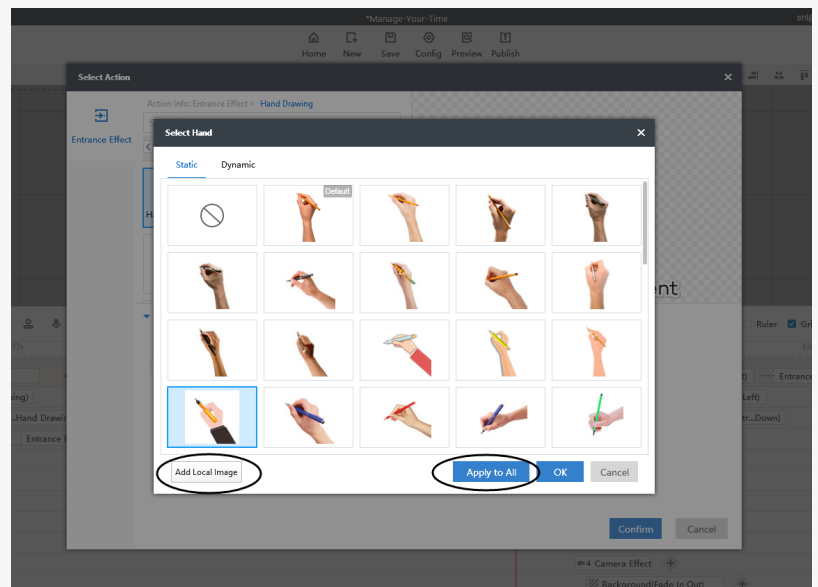 *Manage-Your-Time
Home New Save Config Preview Publish
Select Action
Action Info: Entrance Effect > Hand Drawing
Entrance Effect
Select Hand
Static Dynamic
Default
Ruler
Entrance
ving)
Left)
..Hand Drawin
tr...Down)
Entrance
Add Local Image
Apply to All OK Cancel
Confirm Cancel
4 Camera Effect
Background(Fade In Out)